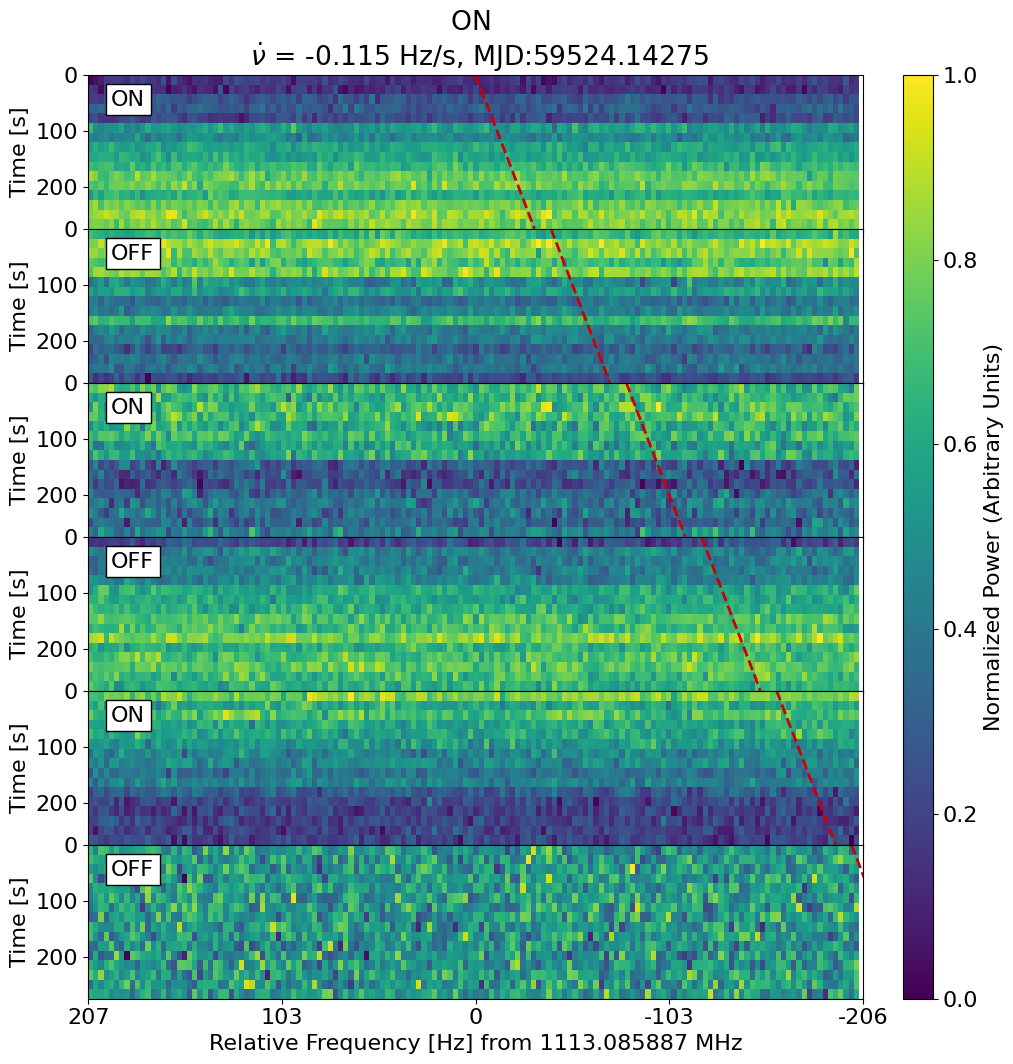 ON
ν̇ = -0.115 Hz/s, MJD:59524.14275
0
100
200
Time [s]
ON
0
100
200
Time [s]
OFF
0
100
200
Time [s]
ON
0
100
200
Time [s]
OFF
0
100
200
Time [s]
ON
0
100
200
Time [s]
OFF
207 103 0 -103 -206
Relative Frequency [Hz] from 1113.085887 MHz
1.0
0.8
0.6
0.4
0.2
0.0
Normalized Power (Arbitrary Units)